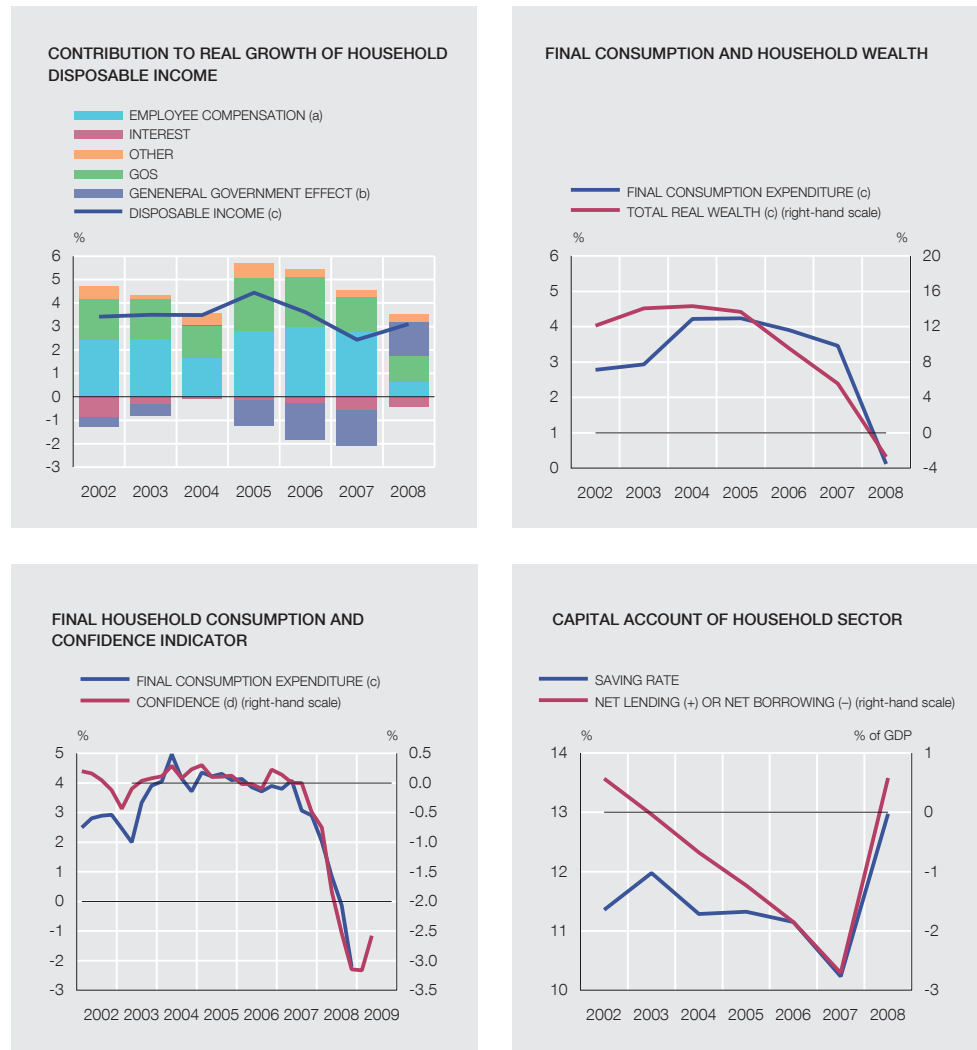 CONTRIBUTION TO REAL GROWTH OF HOUSEHOLD
DISPOSABLE INCOME
EMPLOYEE COMPENSATION (a)
INTEREST
OTHER
GOS
GENENERAL GOVERNMENT EFFECT (b)
DISPOSABLE INCOME (c)
%
6
5
4
3
2
1
0
-1
-2
-3
2002 2003 2004 2005 2006 2007 2008
FINAL CONSUMPTION AND HOUSEHOLD WEALTH
FINAL CONSUMPTION EXPENDITURE (c)
TOTAL REAL WEALTH (c) (right-hand scale)
% %
6 20
5 16
4 12
3 8
2 4
1 0
0 -4
2002 2003 2004 2005 2006 2007 2008
FINAL HOUSEHOLD CONSUMPTION AND
CONFIDENCE INDICATOR
FINAL CONSUMPTION EXPENDITURE (c)
CONFIDENCE (d) (right-hand scale)
% %
5 0.5
4 0.0
3 -0.5
2 -1.0
1 -1.5
0 -2.0
-1 -2.5
-2 -3.0
-3 -3.5
2002 2003 2004 2005 2006 2007 2008 2009
CAPITAL ACCOUNT OF HOUSEHOLD SECTOR
SAVING RATE
NET LENDING (+) OR NET BORROWING (–) (right-hand scale)
% % of GDP
14 1
13 0
12 -1
11 -2
10 -3
2002 2003 2004 2005 2006 2007 2008